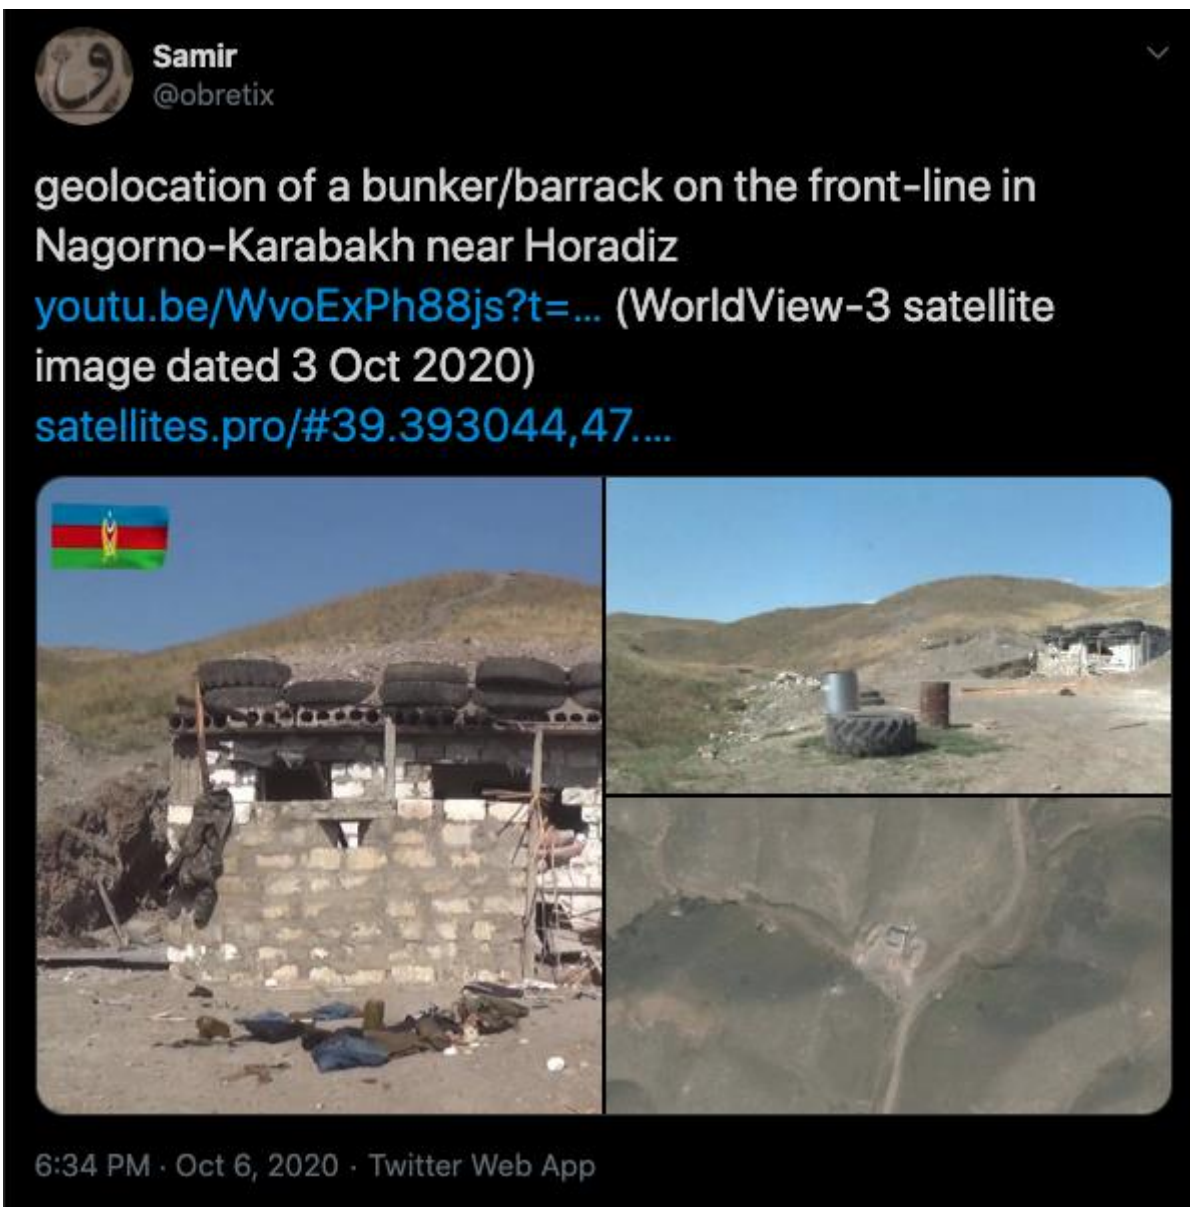 Samir
@obretix
geolocation of a bunker/barrack on the front-line in
Nagorno-Karabakh near Horadiz
youtu.be/WvoExPh88js?t=... (WorldView-3 satellite
image dated 3 Oct 2020)
satellites.pro/#39.393044,47....
6:34 PM · Oct 6, 2020 · Twitter Web App